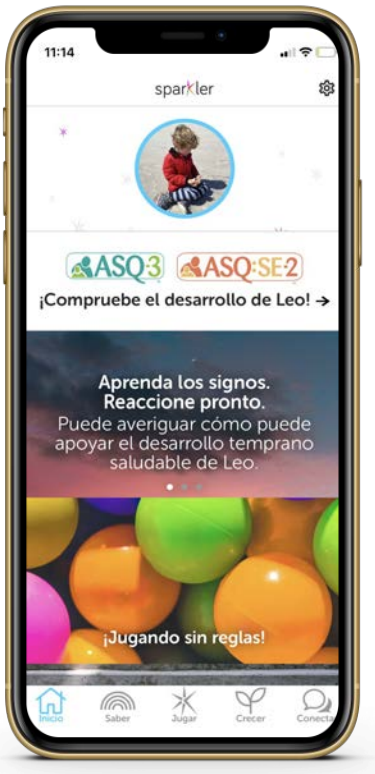 11:14
sparkler
ASQ-3 ASQ:SE-2
¡Compruebe el desarrollo de Leo! →
Aprenda los signos.
Reaccione pronto.
Puede averiguar cómo puede
apoyar el desarrollo temprano
saludable de Leo.
¡Jugando sin reglas!
Inicio Saber Jugar Crecer Conecta